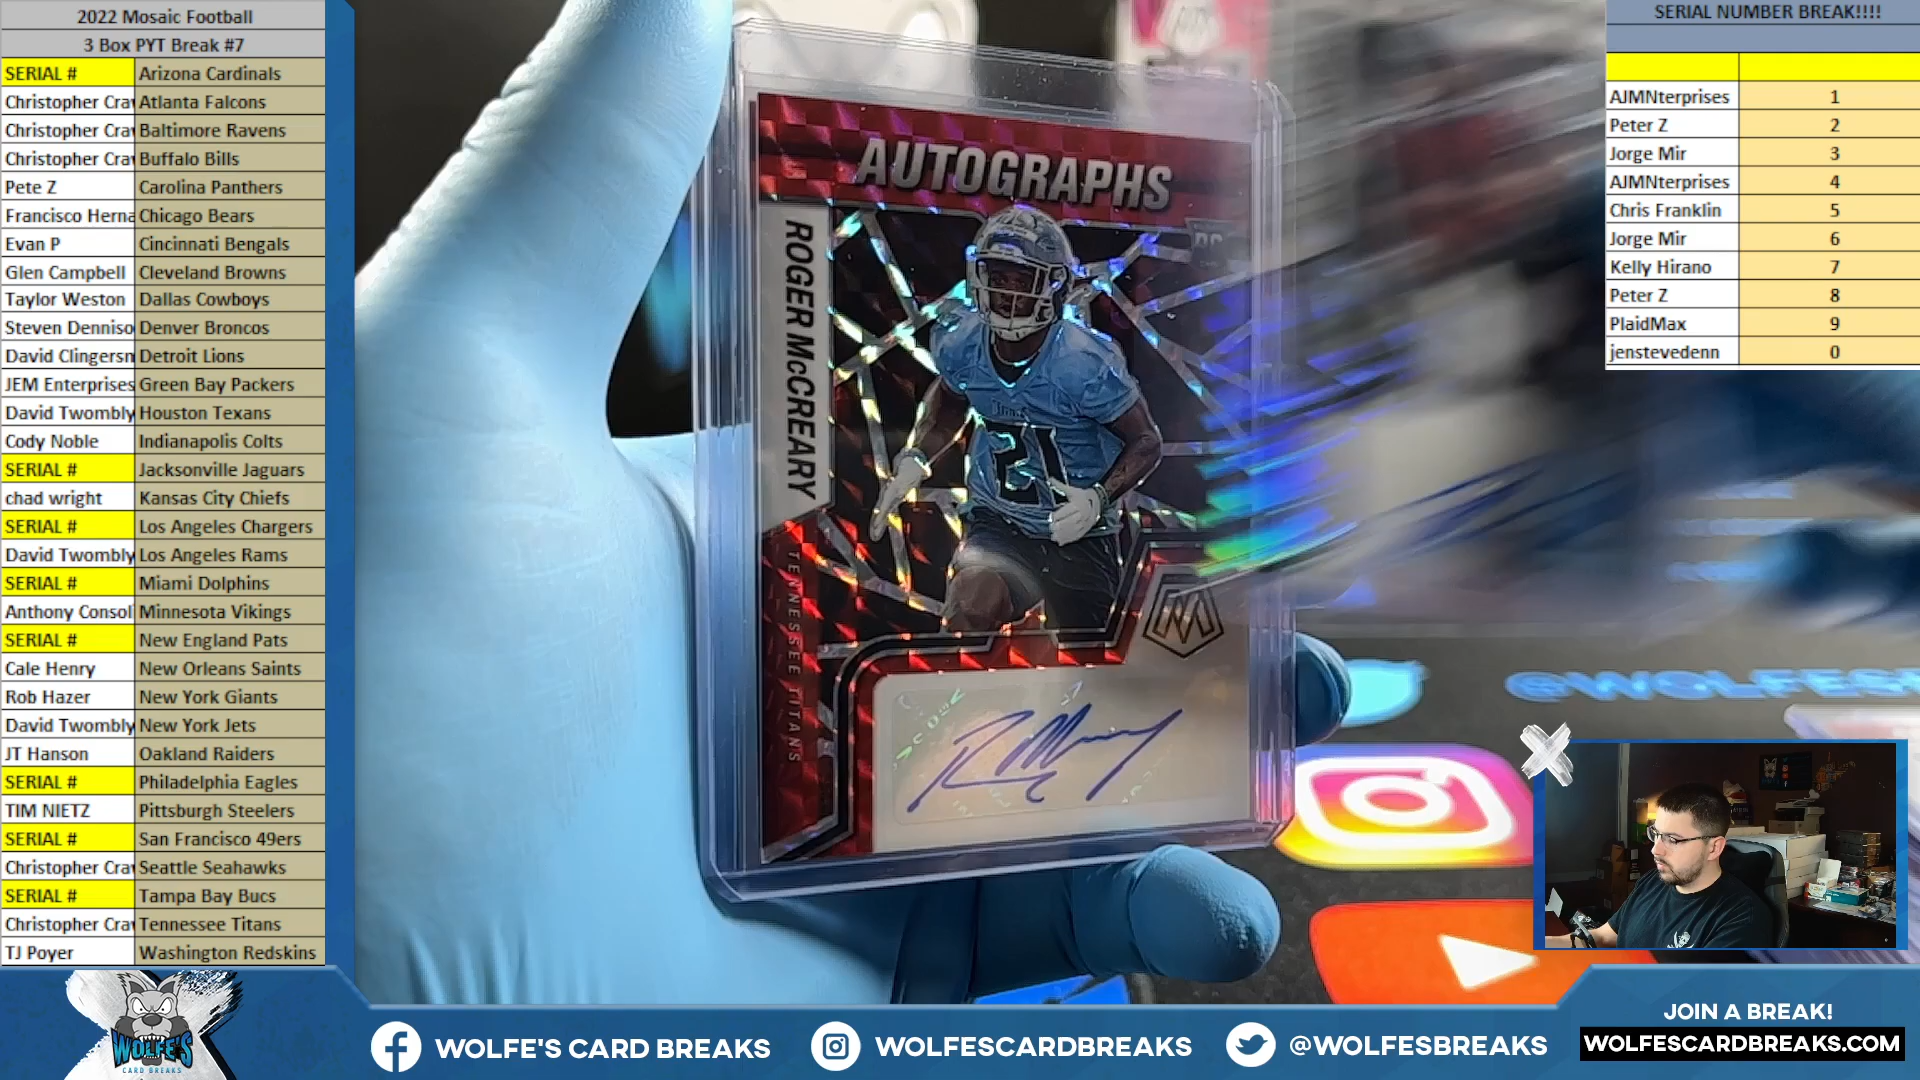 2022 Mosaic Football
3 Box PYT Break #7
SERIAL # Arizona Cardinals
Christopher Cra Atlanta Falcons
Christopher Cra Baltimore Ravens
Christopher Cra Buffalo Bills
Pete Z Carolina Panthers
Francisco Herna Chicago Bears
Evan P Cincinnati Bengals
Glen Campbell Cleveland Browns
Taylor Weston Dallas Cowboys
Steven Denniso Denver Broncos
David Clingersn Detroit Lions
JEM Enterprises Green Bay Packers
David Twombly Houston Texans
Cody Noble Indianapolis Colts
SERIAL # Jacksonville Jaguars
chad wright Kansas City Chiefs
SERIAL # Los Angeles Chargers
David Twombly Los Angeles Rams
SERIAL # Miami Dolphins
Anthony Consol Minnesota Vikings
SERIAL # New England Pats
Cale Henry New Orleans Saints
Rob Hazer New York Giants
David Twombly New York Jets
JT Hanson Oakland Raiders
SERIAL # Philadelphia Eagles
TIM NIETZ Pittsburgh Steelers
SERIAL # San Francisco 49ers
Christopher Cra Seattle Seahawks
SERIAL # Tampa Bay Bucs
Christopher Cra Tennessee Titans
TJ Poyer Washington Redskins
AUTOGRAPHS
ROGER McCREARY
TENNESSEE TITANS
21
SERIAL NUMBER BREAK!!!!
AJMNterprises 1
Peter Z 2
Jorge Mir 3
AJMNterprises 4
Chris Franklin 5
Jorge Mir 6
Kelly Hirano 7
Peter Z 8
PlaidMax 9
jenstevedenn 0
@WOLFES
WOLFE'S
CARD BREAKS
WOLFE'S CARD BREAKS
WOLFESCARDBREAKS
@WOLFESBREAKS
JOIN A BREAK!
WOLFESCARDBREAKS.COM